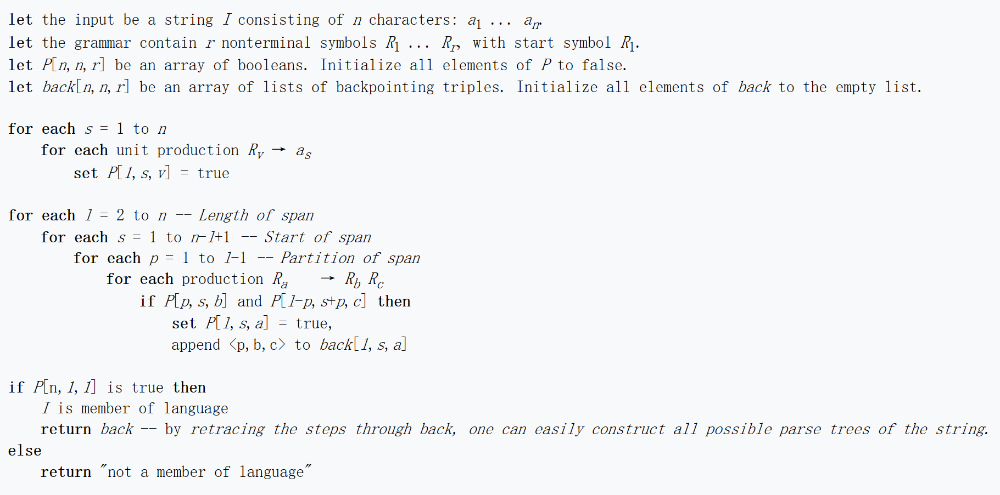 let the input be a string I consisting of n characters: a1 ... an.
let the grammar contain r nonterminal symbols R1 ... Rr, with start symbol R1.
let P[n,n,r] be an array of booleans. Initialize all elements of P to false.
let back[n,n,r] be an array of lists of backpointing triples. Initialize all elements of back to the empty list.

for each s = 1 to n
    for each unit production Rv → as
        set P[1,s,v] = true

for each l = 2 to n -- Length of span
    for each s = 1 to n-l+1 -- Start of span
        for each p = 1 to l-1 -- Partition of span
            for each production Ra    → Rb Rc
                if P[p,s,b] and P[l-p,s+p,c] then
                    set P[l,s,a] = true,
                    append <p,b,c> to back[l,s,a]

if P[n,1,1] is true then
    I is member of language
    return back -- by retracing the steps through back, one can easily construct all possible parse trees of the string.
else
    return "not a member of language"